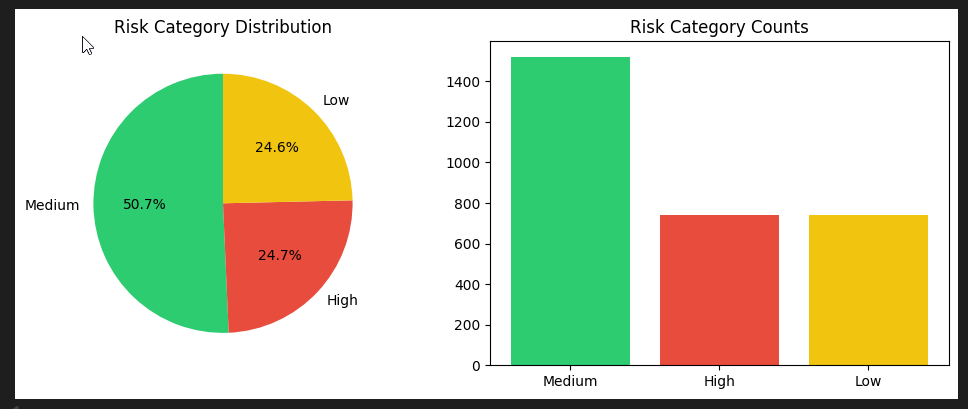 Risk Category Distribution
Low
24.6%
Medium
50.7%
24.7%
High
Risk Category Counts
1400
1200
1000
800
600
400
200
0
Medium
High
Low